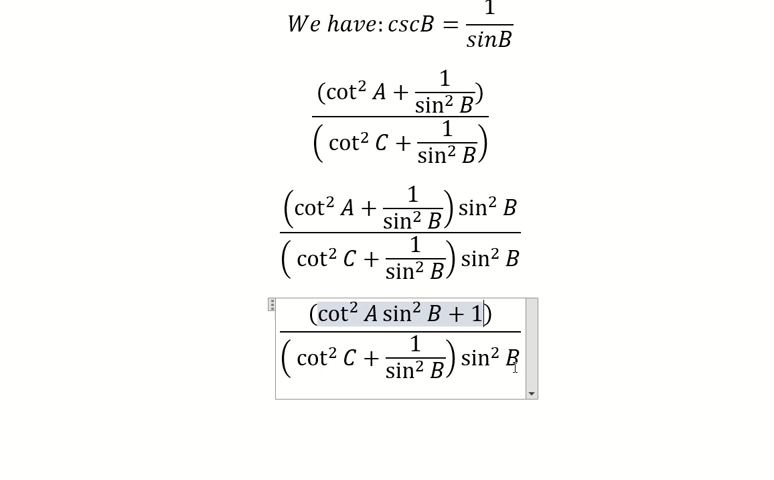 We have: cscB = 1/sinB
(cot² A + 1/sin² B) / (cot² C + 1/sin² B)
(cot² A + 1/sin² B) sin² B / (cot² C + 1/sin² B) sin² B
(cot² A sin² B + 1) / (cot² C + 1/sin² B) sin² B